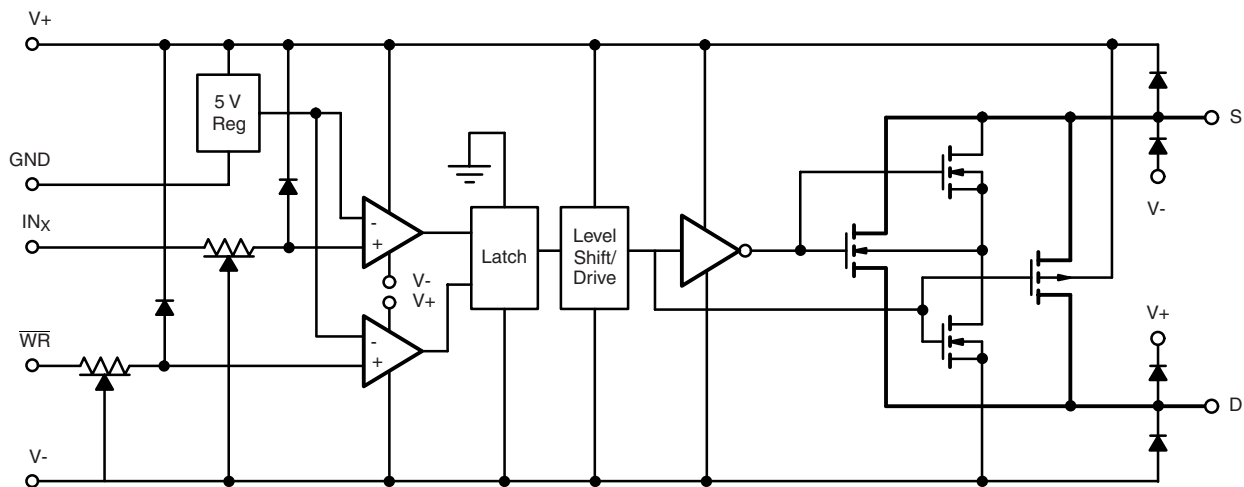 V+
5 V
Reg
GND
INX
WR
V-
-
+
-
+
V-
V+
Latch
Level
Shift/
Drive
S
V-
V+
D